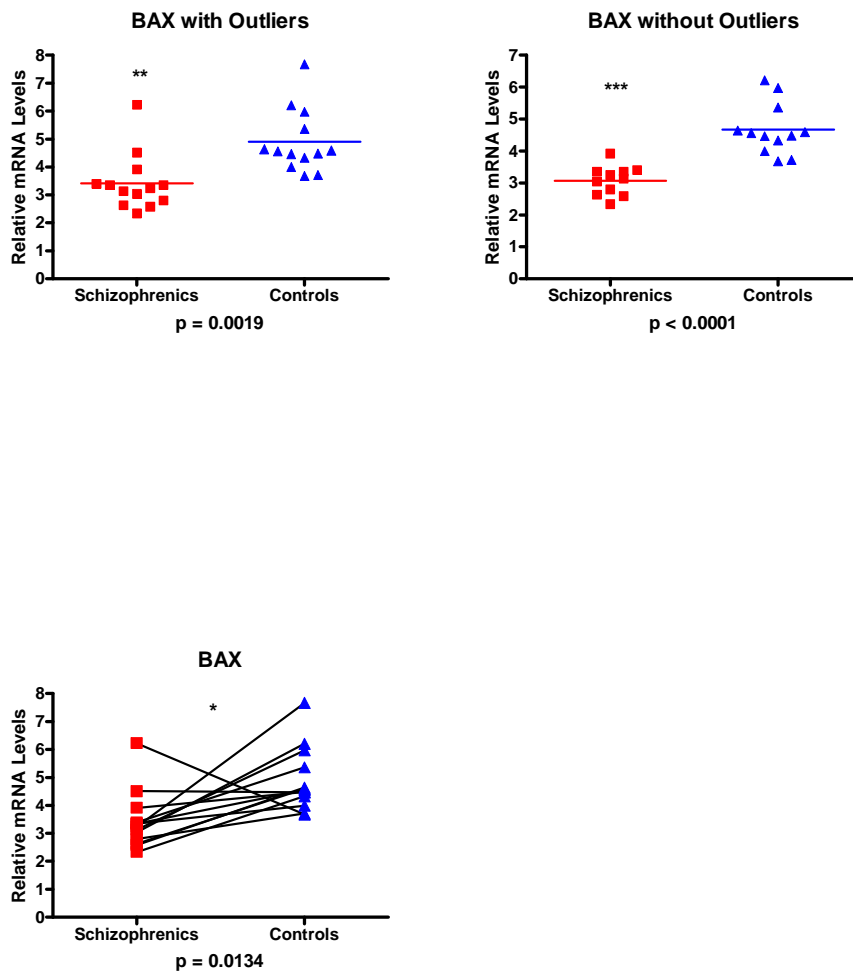 BAX with Outliers
Relative mRNA Levels
8
7
6
5
4
3
2
1
0
**
Schizophrenics Controls
p = 0.0019
BAX without Outliers
Relative mRNA Levels
7
6
5
4
3
2
1
0
***
Schizophrenics Controls
p < 0.0001
BAX
Relative mRNA Levels
8
7
6
5
4
3
2
1
0
*
Schizophrenics Controls
p = 0.0134